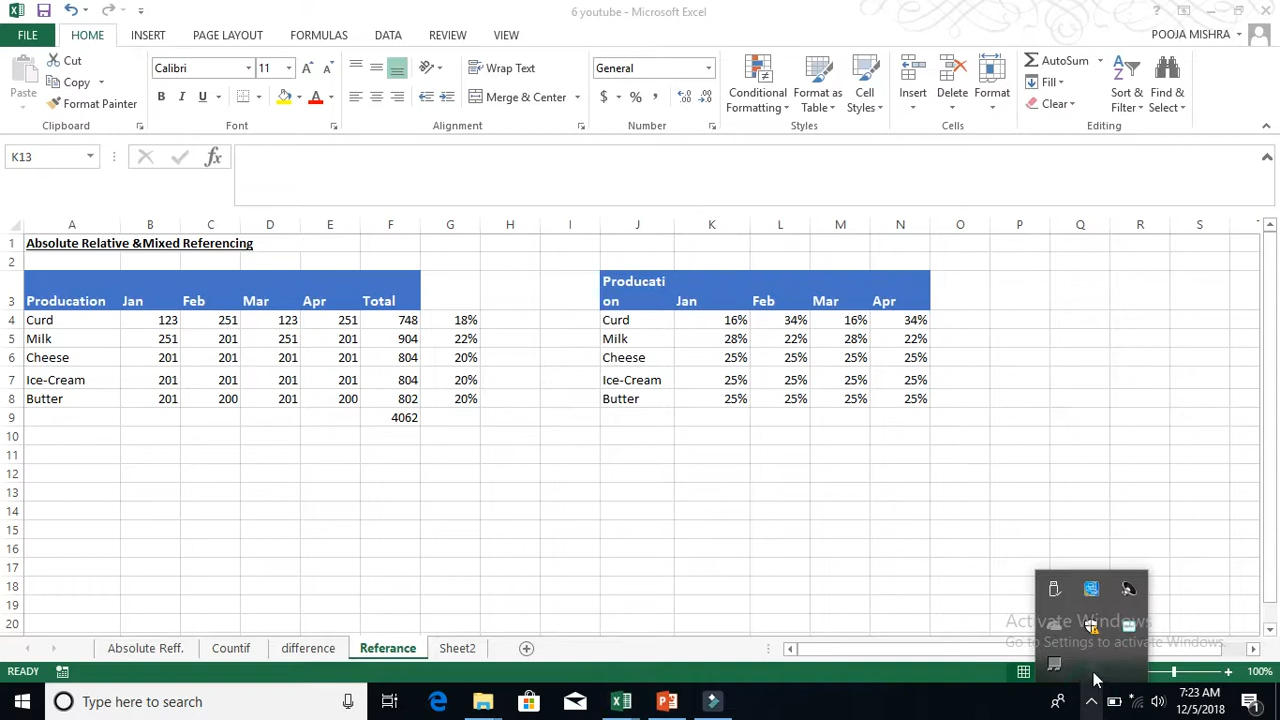 6 youtube - Microsoft Excel
FILE HOME INSERT PAGE LAYOUT FORMULAS DATA REVIEW VIEW POOJA MISHRA
Cut
Copy
Format Painter
Paste
Clipboard
Calibri 11
B I U
Font
Wrap Text
Merge & Center
Alignment
General
$ % ,
Number
Conditional Formatting
Format as Table
Cell Styles
Styles
Insert Delete Format
Cells
AutoSum
Fill
Clear
Sort & Filter
Find & Select
Editing
K13
fx
A B C D E F G H I J K L M N O P Q R S
1 Absolute Relative &Mixed Referencing
2
3 Producation Jan Feb Mar Apr Total Producati on Jan Feb Mar Apr
4 Curd 123 251 123 251 748 18% Curd 16% 34% 16% 34%
5 Milk 251 201 251 201 904 22% Milk 28% 22% 28% 22%
6 Cheese 201 201 201 201 804 20% Cheese 25% 25% 25% 25%
7 Ice-Cream 201 201 201 201 804 20% Ice-Cream 25% 25% 25% 25%
8 Butter 201 200 201 200 802 20% Butter 25% 25% 25% 25%
9 4062
10
11
12
13
14
15
16
17
18
19
20
Activate Windows
Go to Settings to activate Windows.
Absolute Reff. Countif difference Referance Sheet2
READY 100%
Type here to search
7:23 AM
12/5/2018